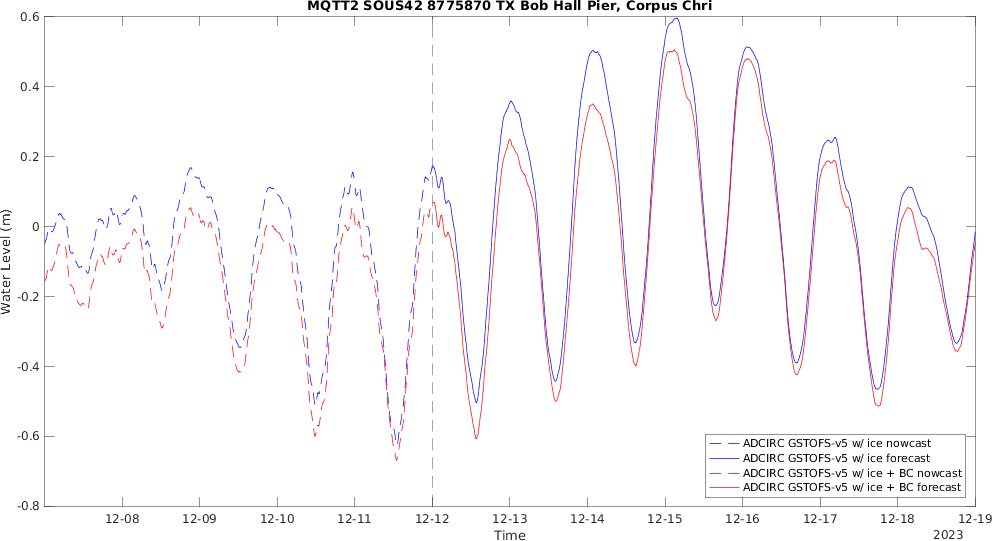 MQTT2 SOUS42 8775870 TX Bob Hall Pier, Corpus Chri
0.6
0.4
0.2
0
-0.2
-0.4
-0.6
-0.8
Water Level (m)
ADCIRC GSTOFS-v5 w/ ice nowcast
ADCIRC GSTOFS-v5 w/ ice forecast
ADCIRC GSTOFS-v5 w/ ice + BC nowcast
ADCIRC GSTOFS-v5 w/ ice + BC forecast
12-08 12-09 12-10 12-11 12-12 12-13 12-14 12-15 12-16 12-17 12-18 12-19
Time
2023